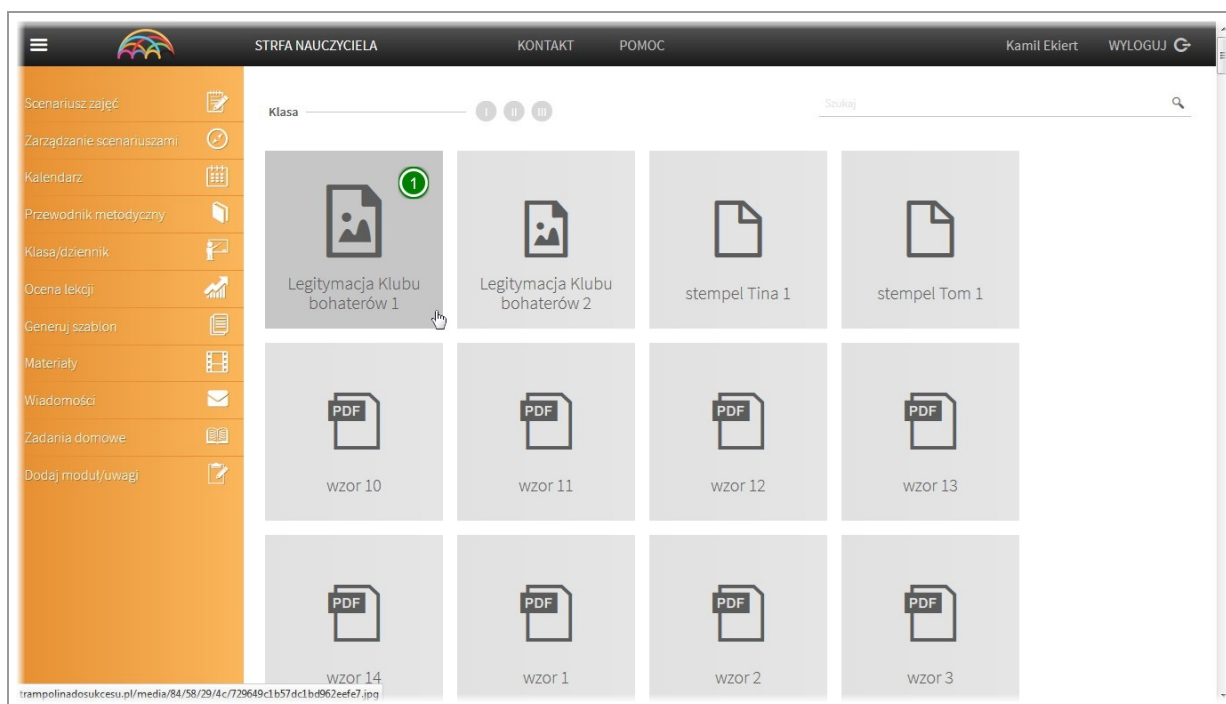 STRFA NAUCZYCIELA KONTAKT POMOC Kamil Ekiert WYLOGUJ
Scenariusz zajęć
Zarządzanie scenariuszami
Kalendarz
Przewodnik metodyczny
Klasa/dziennik
Ocena lekcji
Generuj szablon
Materiały
Wiadomości
Zadania domowe
Dodaj moduł/uwagi
Klasa I II III Szukaj
1
Legitymacja Klubu
bohaterów 1
Legitymacja Klubu
bohaterów 2
stempel Tina 1
stempel Tom 1
PDF
wzor 10
PDF
wzor 11
PDF
wzor 12
PDF
wzor 13
PDF
wzor 14
PDF
wzor 1
PDF
wzor 2
PDF
wzor 3
trampolinadosukcesu.pl/media/84/58/29/4c/729649c1b57dc1bd962eefe7.jpg